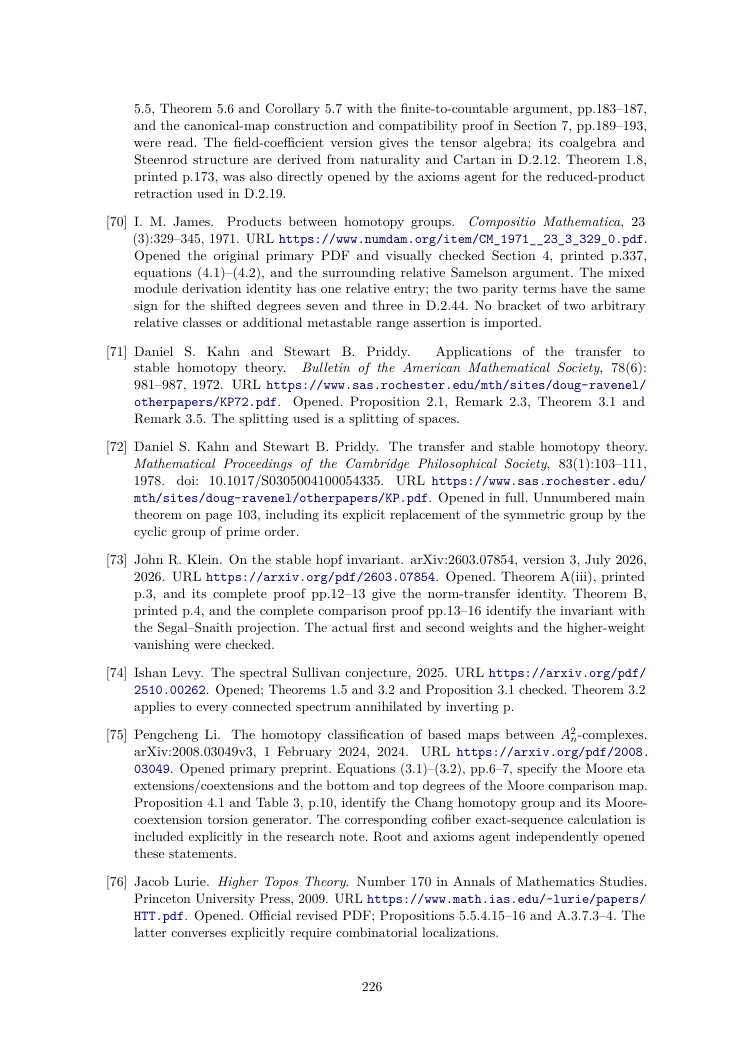 5.5, Theorem 5.6 and Corollary 5.7 with the finite-to-countable argument, pp.183–187,
and the canonical-map construction and compatibility proof in Section 7, pp.189–193,
were read. The field-coefficient version gives the tensor algebra; its coalgebra and
Steenrod structure are derived from naturality and Cartan in D.2.12. Theorem 1.8,
printed p.173, was also directly opened by the axioms agent for the reduced-product
retraction used in D.2.19.
[70] I. M. James. Products between homotopy groups. Compositio Mathematica, 23
(3):329–345, 1971. URL https://www.numdam.org/item/CM_1971__23_3_329_0.pdf.
Opened the original primary PDF and visually checked Section 4, printed p.337,
equations (4.1)–(4.2), and the surrounding relative Samelson argument. The mixed
module derivation identity has one relative entry; the two parity terms have the same
sign for the shifted degrees seven and three in D.2.44. No bracket of two arbitrary
relative classes or additional metastable range assertion is imported.
[71] Daniel S. Kahn and Stewart B. Priddy. Applications of the transfer to
stable homotopy theory. Bulletin of the American Mathematical Society, 78(6):
981–987, 1972. URL https://www.sas.rochester.edu/mth/sites/doug-ravenel/
otherpapers/KP72.pdf. Opened. Proposition 2.1, Remark 2.3, Theorem 3.1 and
Remark 3.5. The splitting used is a splitting of spaces.
[72] Daniel S. Kahn and Stewart B. Priddy. The transfer and stable homotopy theory.
Mathematical Proceedings of the Cambridge Philosophical Society, 83(1):103–111,
1978. doi: 10.1017/S0305004100054335. URL https://www.sas.rochester.edu/
mth/sites/doug-ravenel/otherpapers/KP.pdf. Opened in full. Unnumbered main
theorem on page 103, including its explicit replacement of the symmetric group by the
cyclic group of prime order.
[73] John R. Klein. On the stable hopf invariant. arXiv:2603.07854, version 3, July 2026,
2026. URL https://arxiv.org/pdf/2603.07854. Opened. Theorem A(iii), printed
p.3, and its complete proof pp.12–13 give the norm-transfer identity. Theorem B,
printed p.4, and the complete comparison proof pp.13–16 identify the invariant with
the Segal–Snaith projection. The actual first and second weights and the higher-weight
vanishing were checked.
[74] Ishan Levy. The spectral Sullivan conjecture, 2025. URL https://arxiv.org/pdf/
2510.00262. Opened; Theorems 1.5 and 3.2 and Proposition 3.1 checked. Theorem 3.2
applies to every connected spectrum annihilated by inverting p.
[75] Pengcheng Li. The homotopy classification of based maps between A²ₙ-complexes.
arXiv:2008.03049v3, 1 February 2024, 2024. URL https://arxiv.org/pdf/2008.
03049. Opened primary preprint. Equations (3.1)–(3.2), pp.6–7, specify the Moore eta
extensions/coextensions and the bottom and top degrees of the Moore comparison map.
Proposition 4.1 and Table 3, p.10, identify the Chang homotopy group and its Moore-
coextension torsion generator. The corresponding cofiber exact-sequence calculation is
included explicitly in the research note. Root and axioms agent independently opened
these statements.
[76] Jacob Lurie. Higher Topos Theory. Number 170 in Annals of Mathematics Studies.
Princeton University Press, 2009. URL https://www.math.ias.edu/~lurie/papers/
HTT.pdf. Opened. Official revised PDF; Propositions 5.5.4.15–16 and A.3.7.3–4. The
latter converses explicitly require combinatorial localizations.
226